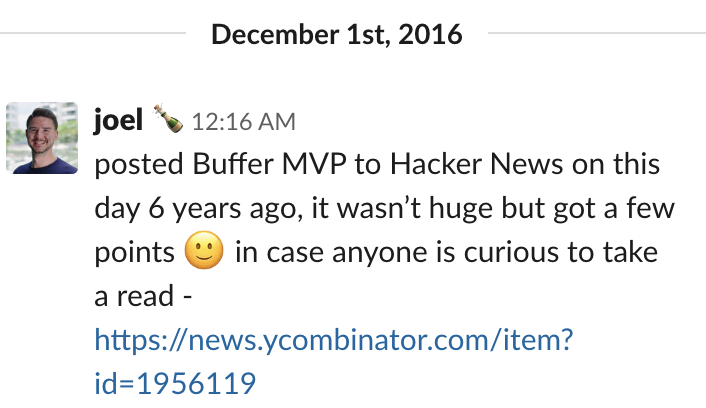 December 1st, 2016
joel 🍾 12:16 AM
posted Buffer MVP to Hacker News on this
day 6 years ago, it wasn’t huge but got a few
points 🙂 in case anyone is curious to take
a read -
https://news.ycombinator.com/item?
id=1956119